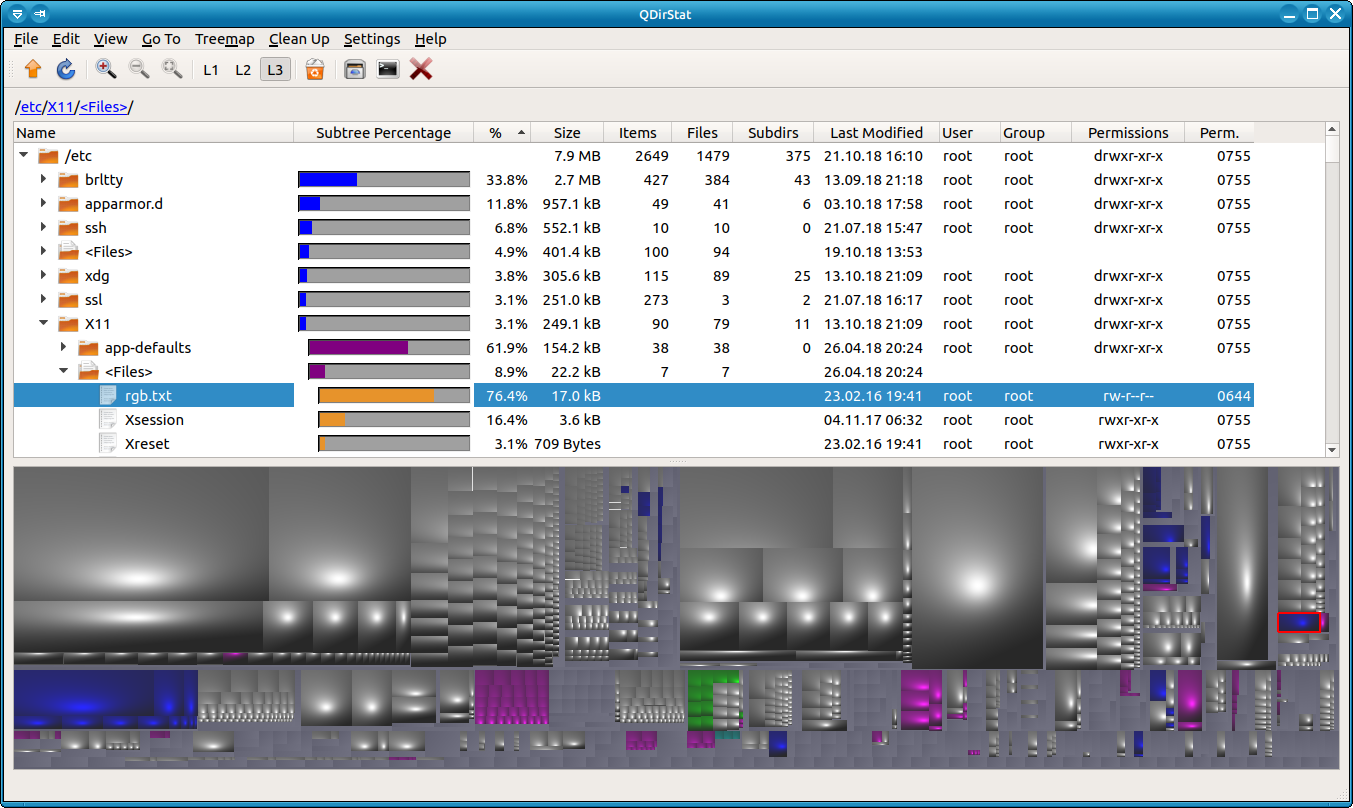 QDirStat
File Edit View Go To Treemap Clean Up Settings Help
L1 L2 L3
/etc/X11/<Files>/
Name Subtree Percentage % Size Items Files Subdirs Last Modified User Group Permissions Perm.
/etc 7.9 MB 2649 1479 375 21.10.18 16:10 root root drwxr-xr-x 0755
brltty 33.8% 2.7 MB 427 384 43 13.09.18 21:18 root root drwxr-xr-x 0755
apparmor.d 11.8% 957.1 kB 49 41 6 03.10.18 17:58 root root drwxr-xr-x 0755
ssh 6.8% 552.1 kB 10 10 0 21.07.18 15:47 root root drwxr-xr-x 0755
<Files> 4.9% 401.4 kB 100 94 19.10.18 13:53
xdg 3.8% 305.6 kB 115 89 25 13.10.18 21:09 root root drwxr-xr-x 0755
ssl 3.1% 251.0 kB 273 3 2 21.07.18 16:17 root root drwxr-xr-x 0755
X11 3.1% 249.1 kB 90 79 11 13.10.18 21:09 root root drwxr-xr-x 0755
app-defaults 61.9% 154.2 kB 38 38 0 26.04.18 20:24 root root drwxr-xr-x 0755
<Files> 8.9% 22.2 kB 7 7 26.04.18 20:24
rgb.txt 76.4% 17.0 kB 23.02.16 19:41 root root rw-r--r-- 0644
Xsession 16.4% 3.6 kB 04.11.17 06:32 root root rwxr-xr-x 0755
Xreset 3.1% 709 Bytes 23.02.16 19:41 root root rwxr-xr-x 0755